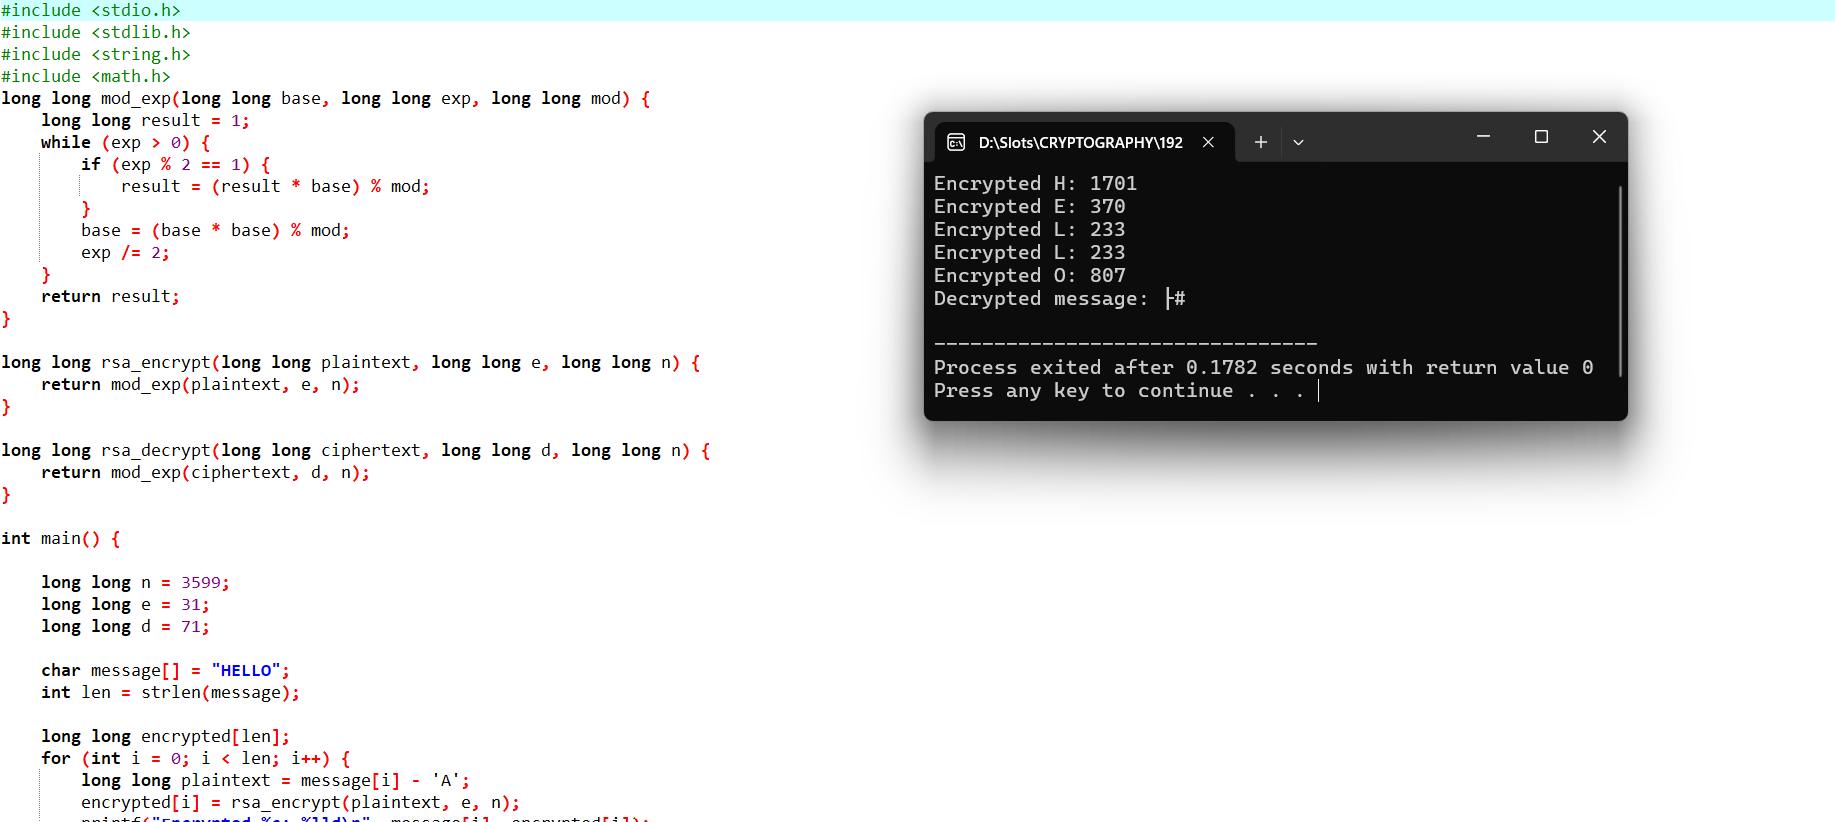 #include <stdio.h>
#include <stdlib.h>
#include <string.h>
#include <math.h>
long long mod_exp(long long base, long long exp, long long mod) {
    long long result = 1;
    while (exp > 0) {
        if (exp % 2 == 1) {
            result = (result * base) % mod;
        }
        base = (base * base) % mod;
        exp /= 2;
    }
    return result;
}

long long rsa_encrypt(long long plaintext, long long e, long long n) {
    return mod_exp(plaintext, e, n);
}

long long rsa_decrypt(long long ciphertext, long long d, long long n) {
    return mod_exp(ciphertext, d, n);
}

int main() {

    long long n = 3599;
    long long e = 31;
    long long d = 71;

    char message[] = "HELLO";
    int len = strlen(message);

    long long encrypted[len];
    for (int i = 0; i < len; i++) {
        long long plaintext = message[i] - 'A';
        encrypted[i] = rsa_encrypt(plaintext, e, n);
        printf("Encrypted %c: %lld\n", message[i], encrypted[i]);
D:\Slots\CRYPTOGRAPHY\192
Encrypted H: 1701
Encrypted E: 370
Encrypted L: 233
Encrypted L: 233
Encrypted O: 807
Decrypted message: ├#
--------------------------------
Process exited after 0.1782 seconds with return value 0
Press any key to continue . . .